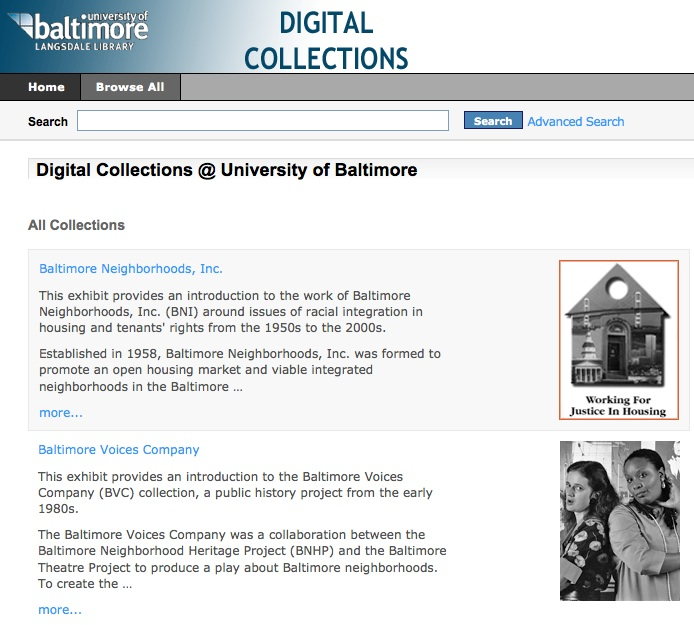 university of
baltimore
LANGSDALE LIBRARY
DIGITAL
COLLECTIONS
Home
Browse All
Search
Search
Advanced Search
Digital Collections @ University of Baltimore
All Collections
Baltimore Neighborhoods, Inc.
This exhibit provides an introduction to the work of Baltimore
Neighborhoods, Inc. (BNI) around issues of racial integration in
housing and tenants' rights from the 1950s to the 2000s.
Established in 1958, Baltimore Neighborhoods, Inc. was formed to
promote an open housing market and viable integrated
neighborhoods in the Baltimore ...
more...
Working For
Justice In Housing
Baltimore Voices Company
This exhibit provides an introduction to the Baltimore Voices
Company (BVC) collection, a public history project from the early
1980s.
The Baltimore Voices Company was a collaboration between the
Baltimore Neighborhood Heritage Project (BNHP) and the Baltimore
Theatre Project to produce a play about Baltimore neighborhoods.
To create the ...
more...